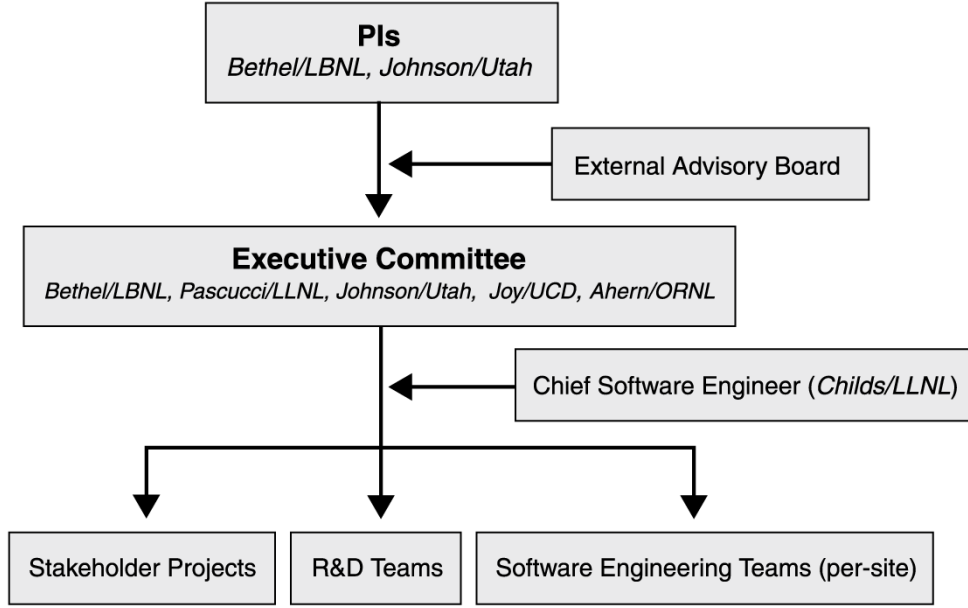 PIs
Bethel/LBNL, Johnson/Utah
External Advisory Board
Executive Committee
Bethel/LBNL, Pascucci/LLNL, Johnson/Utah, Joy/UCD, Ahern/ORNL
Chief Software Engineer (Childs/LLNL)
Stakeholder Projects
R&D Teams
Software Engineering Teams (per-site)